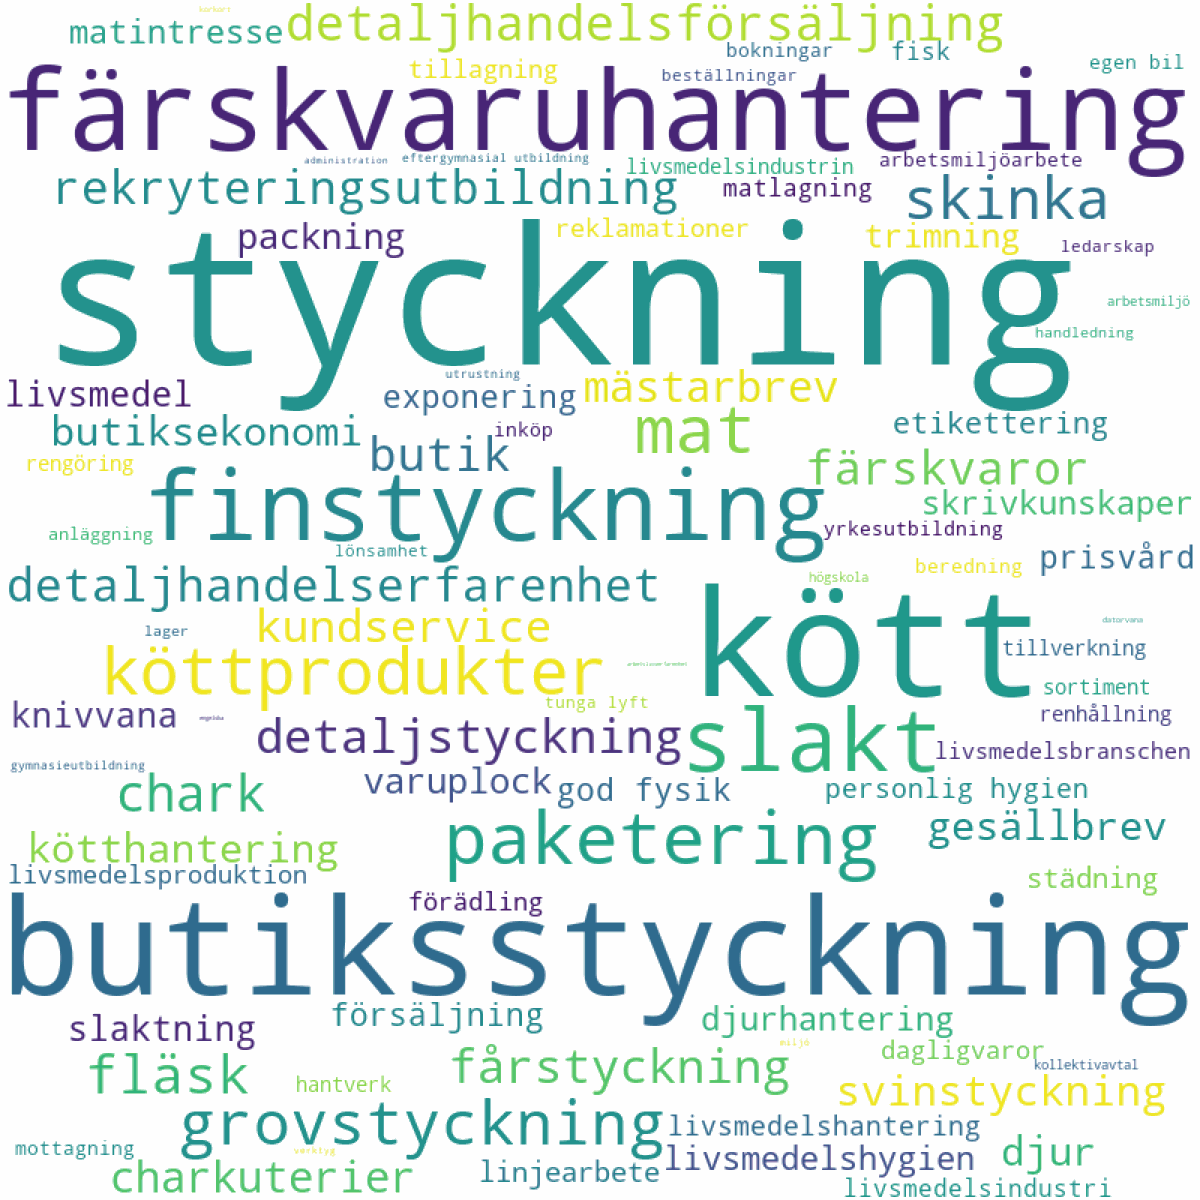 körkort
matintresse
detaljhandelsförsäljning
bokningar
fisk
tillagning
beställningar
egen bil
färskvaruhantering
administration
eftergymnasial utbildning
livsmedelsindustrin
arbetsmiljöarbete
rekryteringsutbildning
matlagning
skinka
packning
reklamationer
trimning
ledarskap
styckning
arbetsmiljö
handledning
utrustning
livsmedel
exponering
mästarbrev
butiksekonomi
inköp
mat
etikettering
butik
rengöring
färskvaror
finstyckning
skrivkunskaper
anläggning
yrkesutbildning
lönsamhet
prisvård
beredning
detaljhandelserfarenhet
högskola
kött
datorvana
lager
kundservice
tillverkning
köttprodukter
arbetslivserfarenhet
sortiment
tunga lyft
knivvana
engelska
renhållning
detaljstyckning
slakt
livsmedelsbranschen
gymnasieutbildning
varuplock
god fysik
personlig hygien
chark
paketering
gesällbrev
kötthantering
livsmedelsproduktion
städning
förädling
butiksstyckning
slaktning
försäljning
djurhantering
miljö
dagligvaror
kollektivavtal
fläsk
hantverk
fårstyckning
svinstyckning
grovstyckning
livsmedelshantering
mottagning
verktyg
livsmedelshygien
djur
charkuterier
linjearbete
livsmedelsindustri